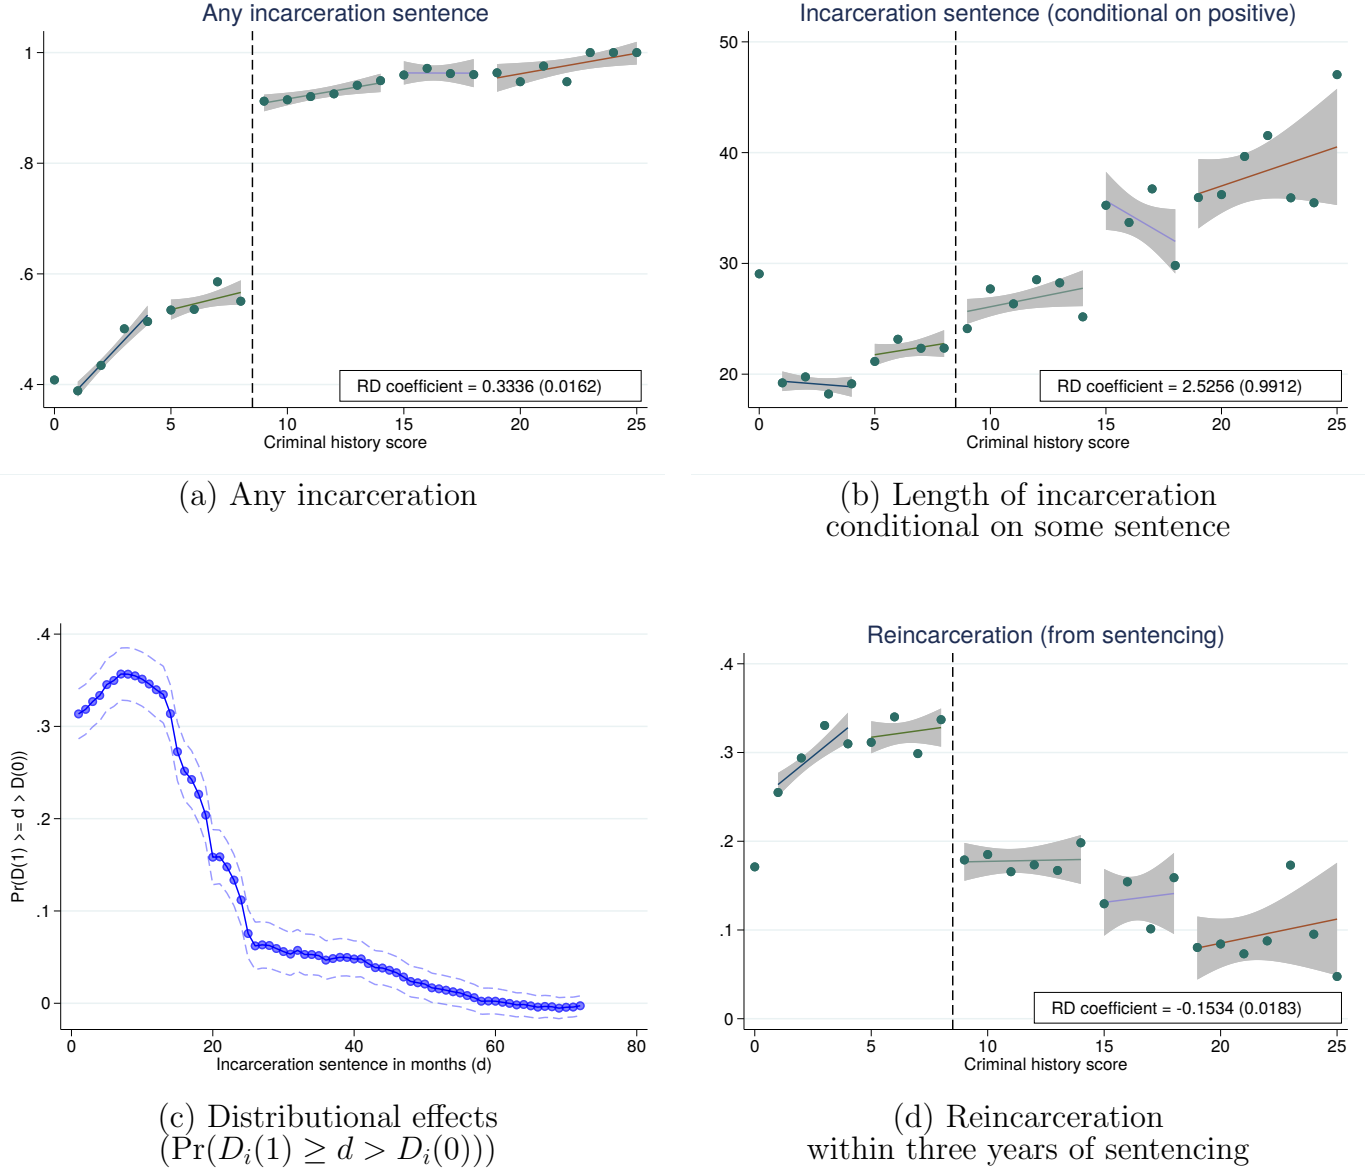 Any incarceration sentence
1
.8
.6
.4
RD coefficient = 0.3336 (0.0162)
0 5 10 15 20 25
Criminal history score
(a) Any incarceration
Incarceration sentence (conditional on positive)
50
40
30
20
RD coefficient = 2.5256 (0.9912)
0 5 10 15 20 25
Criminal history score
(b) Length of incarceration
conditional on some sentence
.4
.3
.2
.1
0
Pr(D(1) >= d > D(0))
0 20 40 60 80
Incarceration sentence in months (d)
(c) Distributional effects
(Pr(D_i(1) ≥ d > D_i(0)))
Reincarceration (from sentencing)
.4
.3
.2
.1
0
RD coefficient = -0.1534 (0.0183)
0 5 10 15 20 25
Criminal history score
(d) Reincarceration
within three years of sentencing